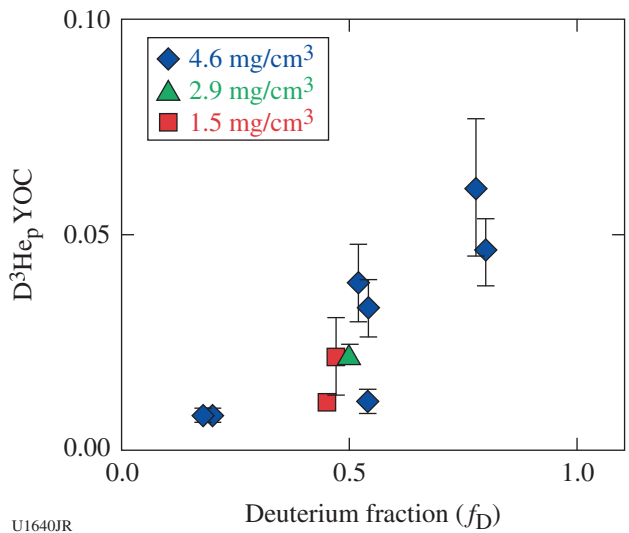 0.10
4.6 mg/cm³
2.9 mg/cm³
1.5 mg/cm³
D³Heₚ YOC
0.05
0.00
0.0 0.5 1.0
Deuterium fraction (f_D)
U1640JR